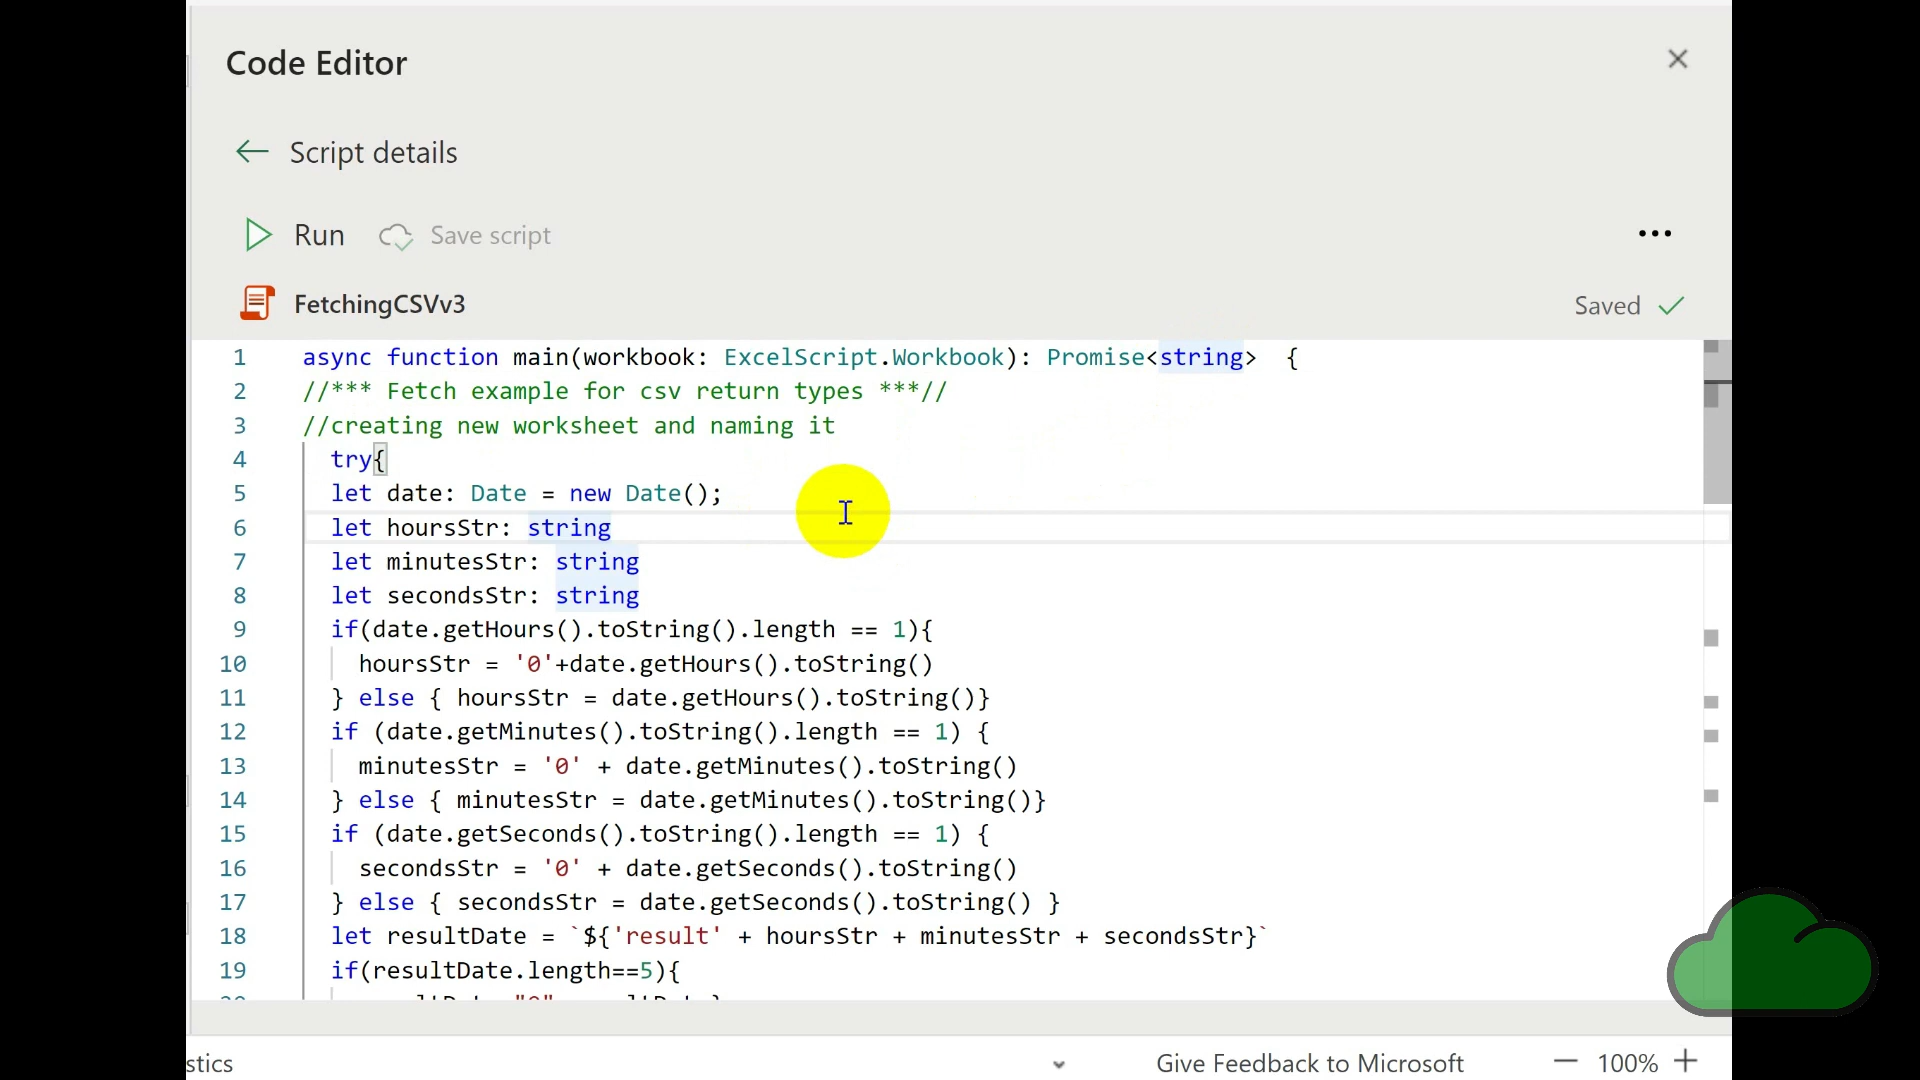 Code Editor
Script details
Run Save script
FetchingCSVv3 Saved
1 async function main(workbook: ExcelScript.Workbook): Promise<string> {
2 //*** Fetch example for csv return types ***//
3 //creating new worksheet and naming it
4 try{
5 let date: Date = new Date();
6 let hoursStr: string
7 let minutesStr: string
8 let secondsStr: string
9 if(date.getHours().toString().length == 1){
10 hoursStr = '0'+date.getHours().toString()
11 } else { hoursStr = date.getHours().toString()}
12 if (date.getMinutes().toString().length == 1) {
13 minutesStr = '0' + date.getMinutes().toString()
14 } else { minutesStr = date.getMinutes().toString()}
15 if (date.getSeconds().toString().length == 1) {
16 secondsStr = '0' + date.getSeconds().toString()
17 } else { secondsStr = date.getSeconds().toString() }
18 let resultDate = `${'result' + hoursStr + minutesStr + secondsStr}`
19 if(resultDate.length==5){
stics Give Feedback to Microsoft 100%